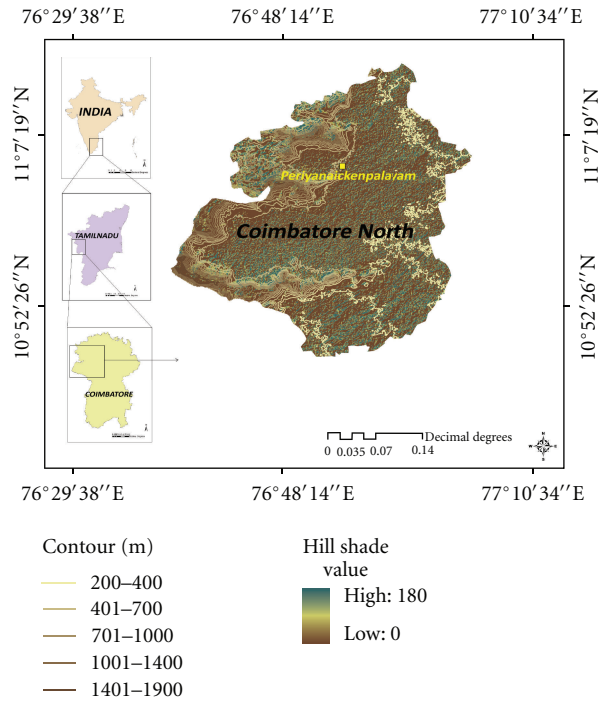 76°29′38′′E 76°48′14′′E 77°10′34′′E
11°7′19′′N
10°52′26′′N
INDIA
TAMILNADU
COIMBATORE
Periyanaickenpalaiam
Coimbatore North
11°7′19′′N
10°52′26′′N
Decimal degrees
0 0.035 0.07 0.14
N
W E
S
76°29′38′′E 76°48′14′′E 77°10′34′′E
Contour (m)
200–400
401–700
701–1000
1001–1400
1401–1900
Hill shade
value
High: 180
Low: 0